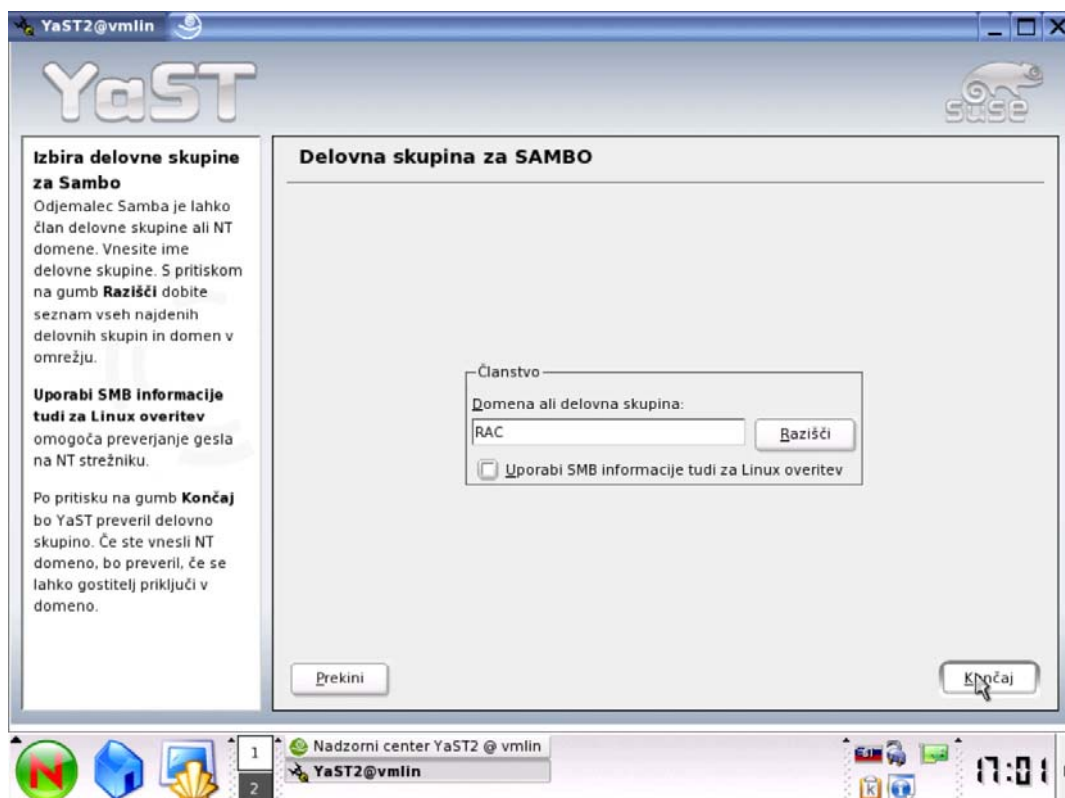 YaST2@vmlin
YaST
suse
Izbira delovne skupine
za Sambo
Odjemalec Samba je lahko
član delovne skupine ali NT
domene. Vnesite ime
delovne skupine. S pritiskom
na gumb Razišči dobite
seznam vseh najdenih
delovnih skupin in domen v
omrežju.
Uporabi SMB informacije
tudi za Linux overitev
omogoča preverjanje gesla
na NT strežniku.
Po pritisku na gumb Končaj
bo YaST preveril delovno
skupino. Če ste vnesli NT
domeno, bo preveril, če se
lahko gostitelj priključi v
domeno.
Delovna skupina za SAMBO
Članstvo
Domena ali delovna skupina:
RAC
Razišči
Uporabi SMB informacije tudi za Linux overitev
Prekini
Končaj
N
1
2
Nadzorni center YaST2 @ vmlin
YaST2@vmlin
k
17:01